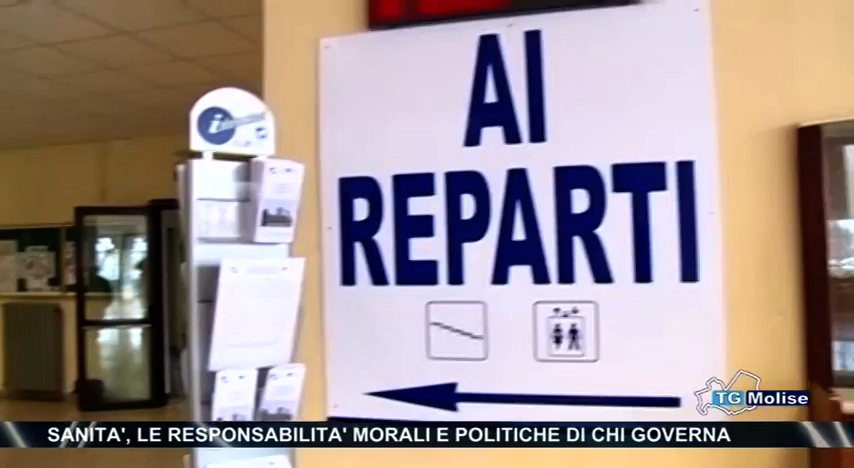 AI
REPARTI
TG Molise
SANITA', LE RESPONSABILITA' MORALI E POLITICHE DI CHI GOVERNA